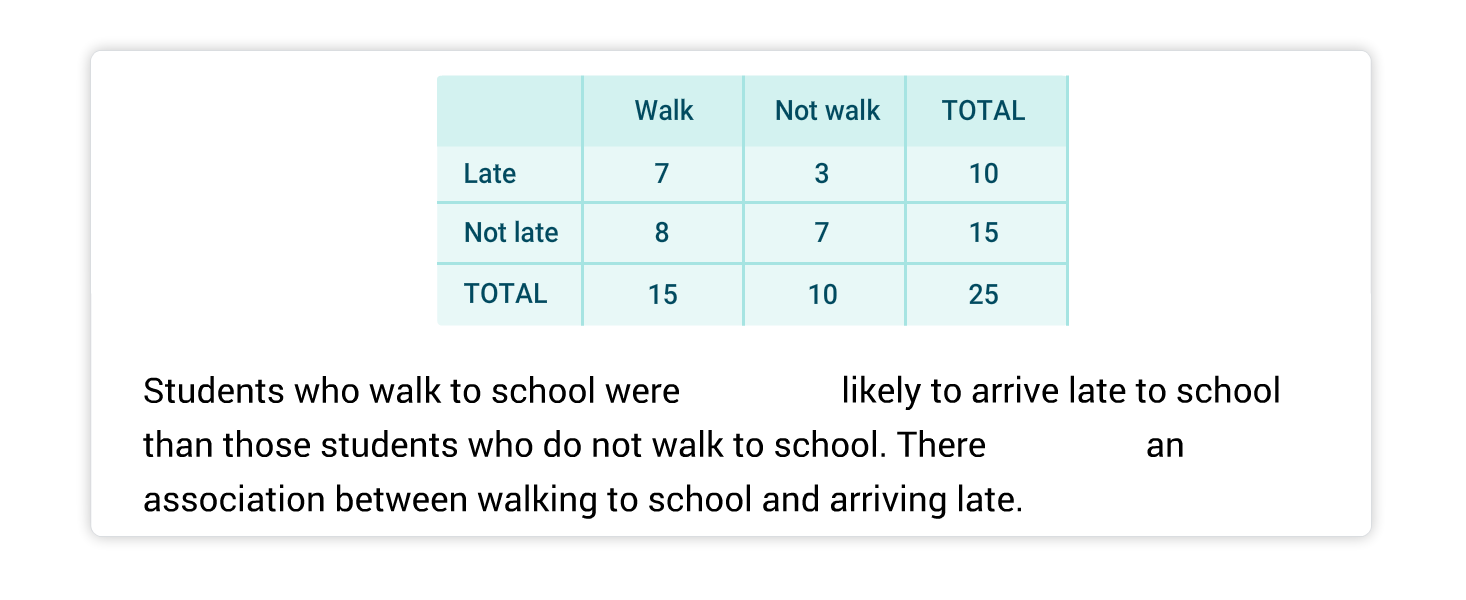 Walk Not walk TOTAL
Late 7 3 10
Not late 8 7 15
TOTAL 15 10 25
Students who walk to school were likely to arrive late to school
than those students who do not walk to school. There an
association between walking to school and arriving late.